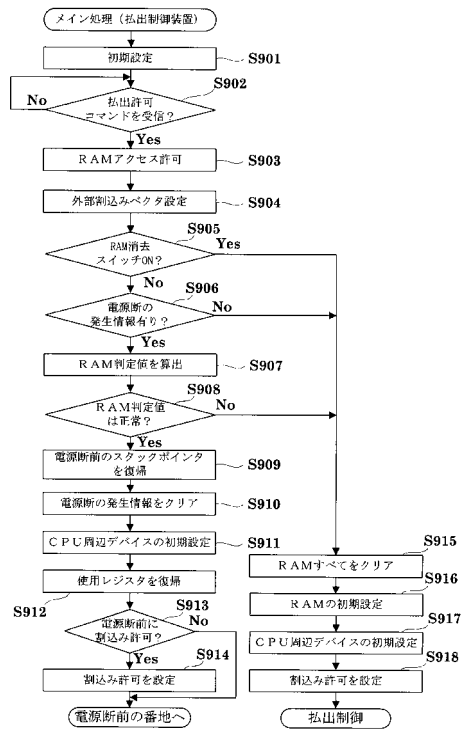 メイン処理(払出制御装置)
初期設定
S901
S902
No
払出許可
コマンドを受信?
Yes
RAMアクセス許可
S903
外部割込みベクタ設定
S904
S905
RAM消去
スイッチON?
Yes
No
S906
電源断の
発生情報有り?
No
Yes
RAM判定値を算出
S907
S908
RAM判定値
は正常?
No
Yes
電源断前のスタックポインタ
を復帰
S909
電源断の発生情報をクリア
S910
CPU周辺デバイスの初期設定
S911
使用レジスタを復帰
S912
S913
電源断前に
割込み許可?
No
Yes
S914
割込み許可を設定
電源断前の番地へ
S915
RAMすべてをクリア
S916
RAMの初期設定
S917
CPU周辺デバイスの初期設定
S918
割込み許可を設定
払出制御